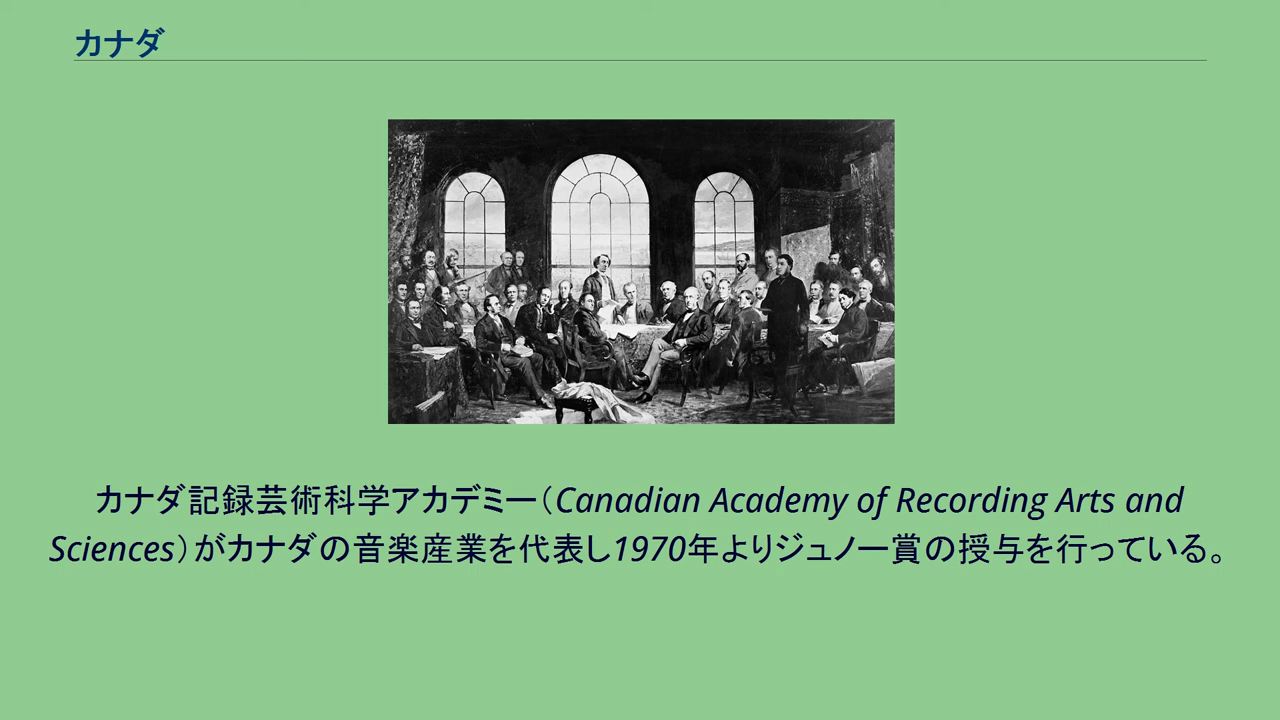 カナダ
カナダ記録芸術科学アカデミー（Canadian Academy of Recording Arts and
Sciences）がカナダの音楽産業を代表し1970年よりジュノー賞の授与を行っている。